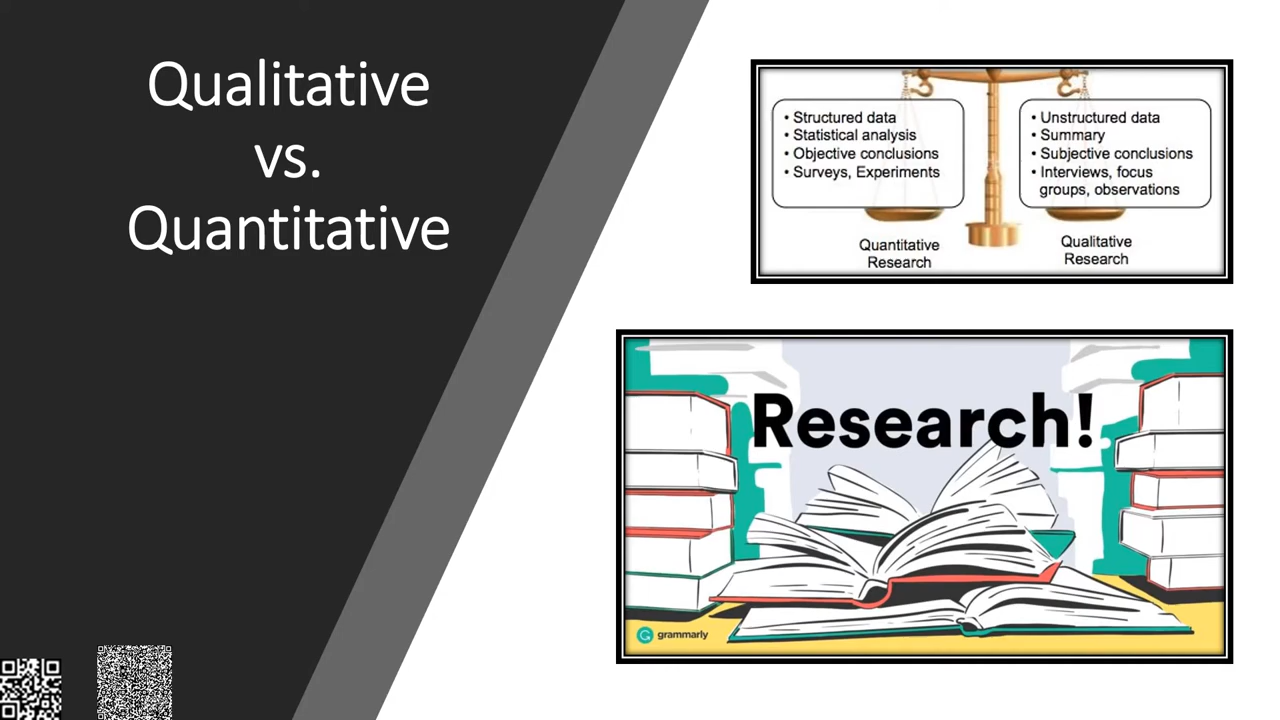 Qualitative
vs.
Quantitative
• Structured data
• Statistical analysis
• Objective conclusions
• Surveys, Experiments
Quantitative
Research
• Unstructured data
• Summary
• Subjective conclusions
• Interviews, focus
groups, observations
Qualitative
Research
Research!
grammarly